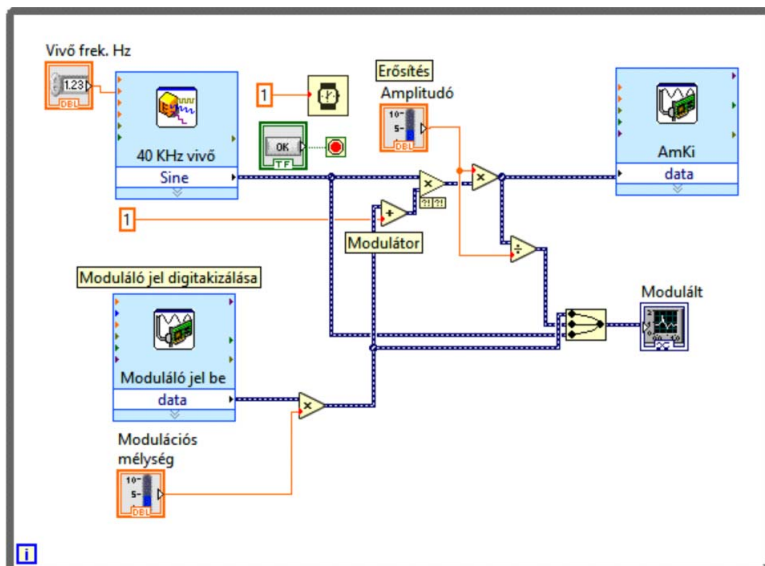 Vivő frek. Hz
1.23
DBL
40 KHz vivő
Sine
1
OK
TF
Erősítés
Amplitudó
10-
5-
DBL
AmKi
data
×
?! ?!
×
1
+
Modulátor
÷
Moduláló jel digitakizálása
Moduláló jel be
data
×
Modulált
Modulációs
mélység
10-
5-
DBL
i